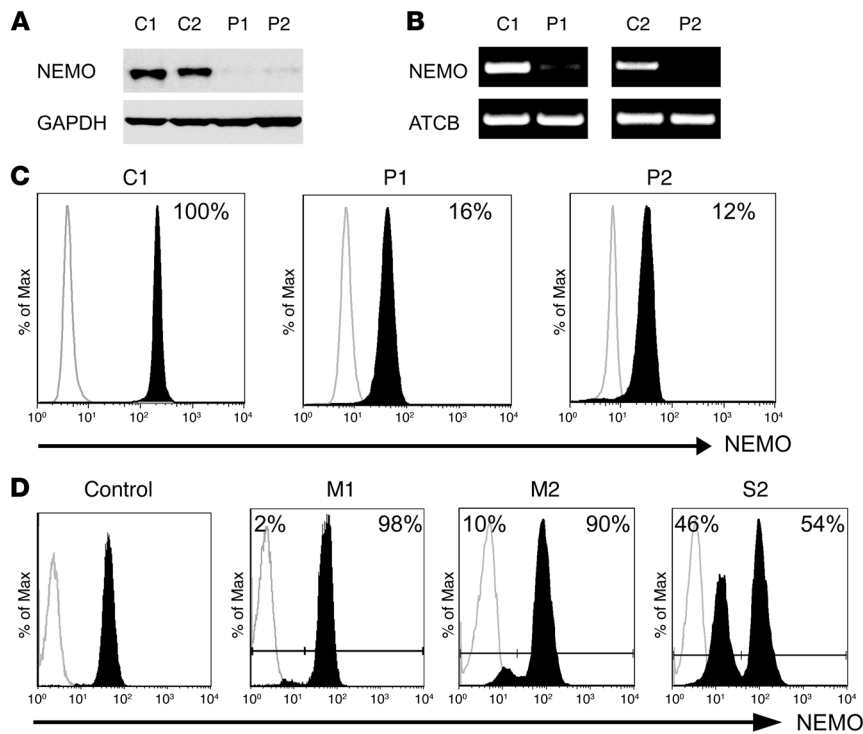 A
C1 C2 P1 P2
NEMO
GAPDH
B
C1 P1 C2 P2
NEMO
ATCB
C
C1 P1 P2
100% 16% 12%
% of Max % of Max % of Max
10⁰ 10¹ 10² 10³ 10⁴ 10⁰ 10¹ 10² 10³ 10⁴ 10⁰ 10¹ 10² 10³ 10⁴
NEMO
D
Control M1 M2 S2
2% 98% 10% 90% 46% 54%
% of Max % of Max % of Max % of Max
10⁰ 10¹ 10² 10³ 10⁴ 10⁰ 10¹ 10² 10³ 10⁴ 10⁰ 10¹ 10² 10³ 10⁴ 10⁰ 10¹ 10² 10³ 10⁴
NEMO